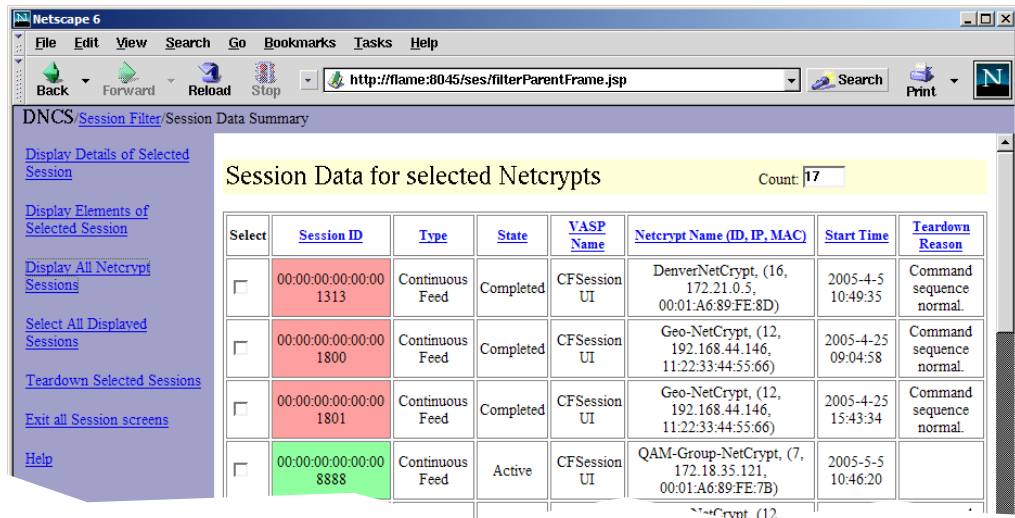 Netscape 6
File Edit View Search Go Bookmarks Tasks Help
Back Forward Reload Stop http://flame:8045/ses/filterParentFrame.jsp Search Print N
DNCS/Session Filter/Session Data Summary
Display Details of Selected
Session
Display Elements of
Selected Session
Display All Netcrypt
Sessions
Select All Displayed
Sessions
Teardown Selected Sessions
Exit all Session screens
Help
Session Data for selected Netcrypts Count: 17
Select Session ID Type State VASP Name Netcrypt Name (ID, IP, MAC) Start Time Teardown Reason
00:00:00:00:00:00 1313 Continuous Feed Completed CFSession UI DenverNetCrypt, (16, 172.21.0.5, 00:01:A6:89:FE:8D) 2005-4-5 10:49:35 Command sequence normal.
00:00:00:00:00:00 1800 Continuous Feed Completed CFSession UI Geo-NetCrypt, (12, 192.168.44.146, 11:22:33:44:55:66) 2005-4-25 09:04:58 Command sequence normal.
00:00:00:00:00:00 1801 Continuous Feed Completed CFSession UI Geo-NetCrypt, (12, 192.168.44.146, 11:22:33:44:55:66) 2005-4-25 15:43:34 Command sequence normal.
00:00:00:00:00:00 8888 Continuous Feed Active CFSession UI QAM-Group-NetCrypt, (7, 172.18.35.121, 00:01:A6:89:FE:7B) 2005-5-5 10:46:20